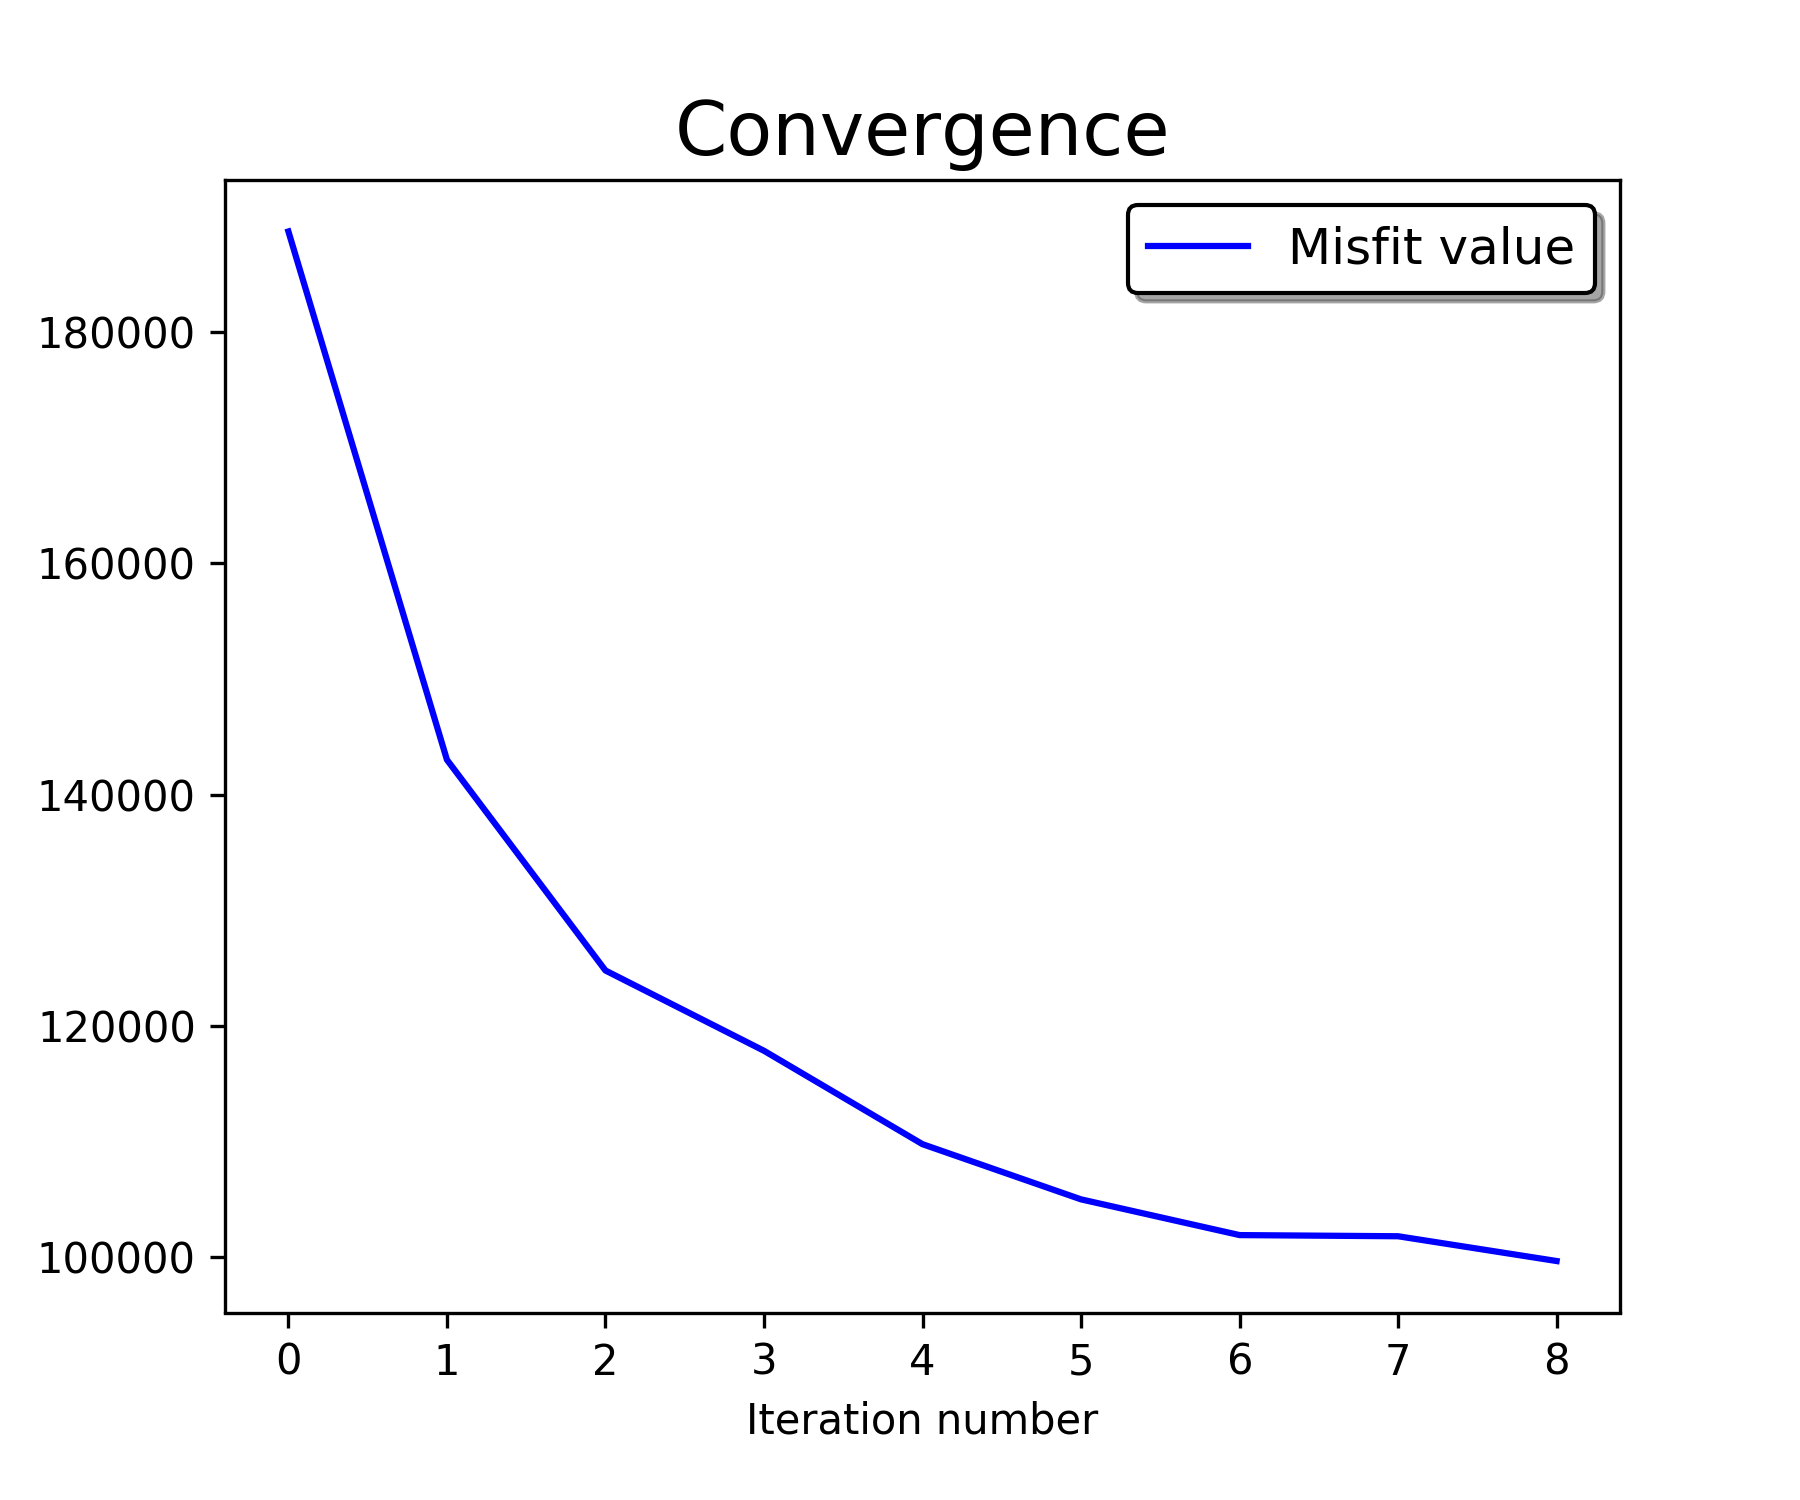 Convergence
Misfit value
180000
160000
140000
120000
100000
0 1 2 3 4 5 6 7 8
Iteration number